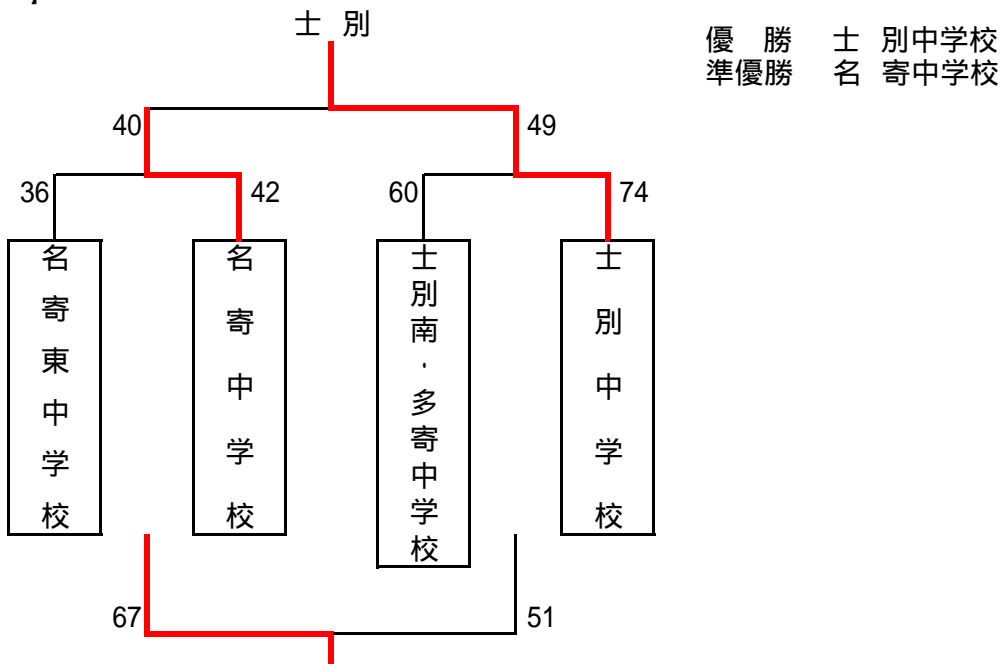 士 別
優 勝 士 別中学校
準優勝 名 寄中学校
40
49
36
42
60
74
名寄東中学校
名寄中学校
士別南・多寄中学校
士別中学校
67
51